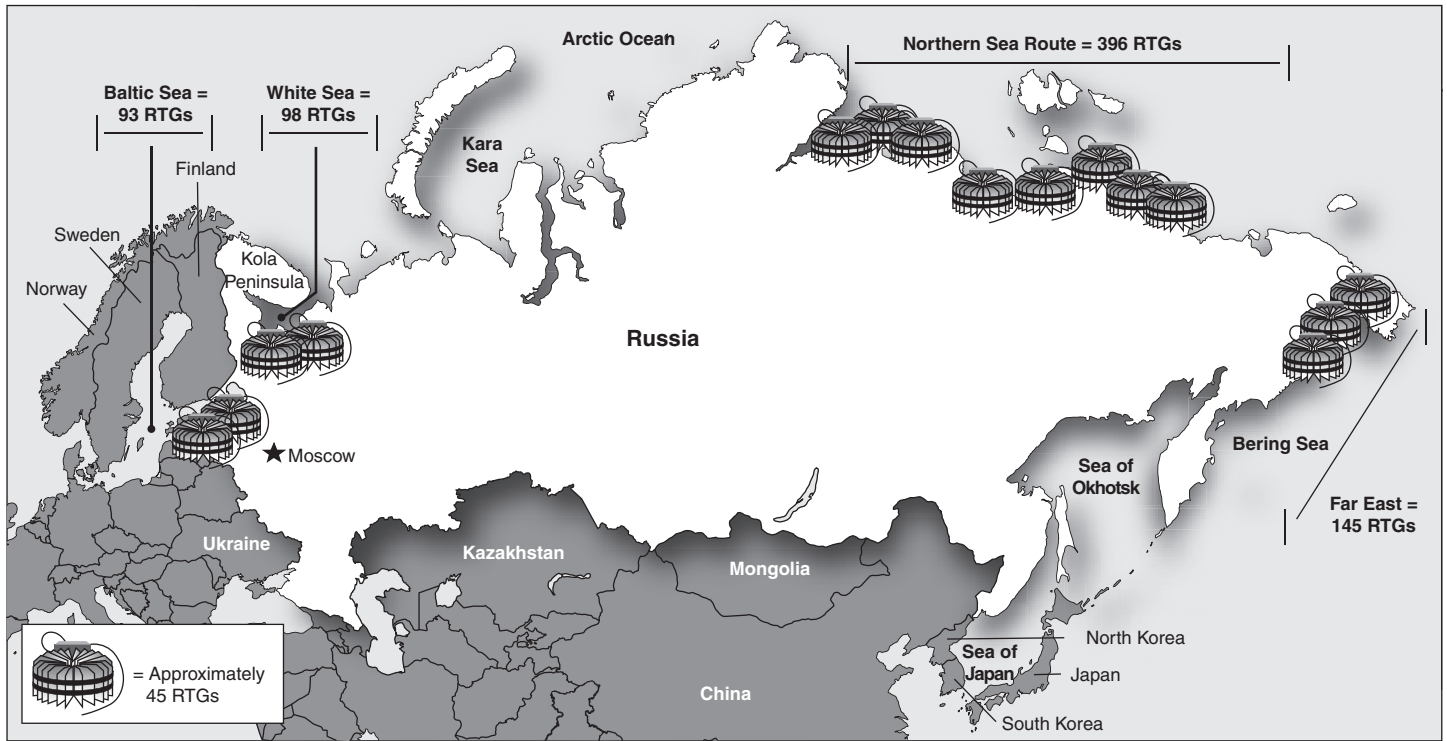 Arctic Ocean
Northern Sea Route = 396 RTGs
Baltic Sea =
93 RTGs
White Sea =
98 RTGs
Kara
Sea
Finland
Sweden
Norway
Kola
Peninsula
Russia
Moscow
Bering Sea
Sea of
Okhotsk
Far East =
145 RTGs
Ukraine
Kazakhstan
Mongolia
North Korea
Sea of
Japan
Japan
China
South Korea
= Approximately
45 RTGs